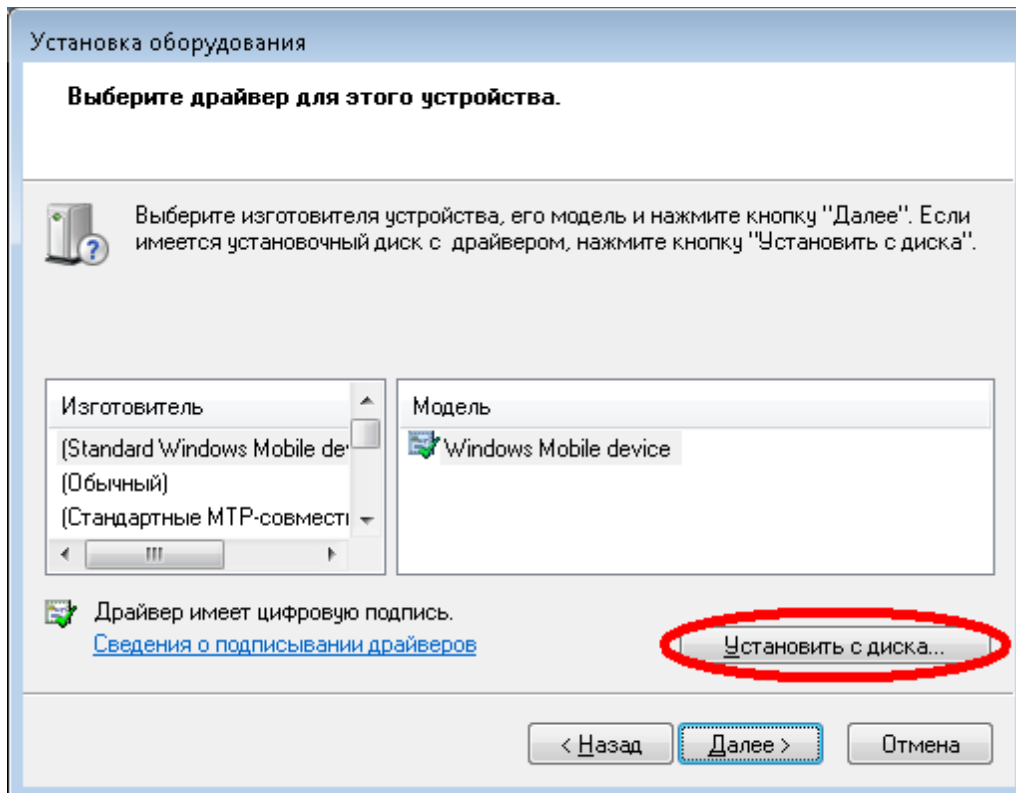 Установка оборудования
Выберите драйвер для этого устройства.
Выберите изготовителя устройства, его модель и нажмите кнопку "Далее". Если
имеется установочный диск с драйвером, нажмите кнопку "Установить с диска".
Изготовитель
(Standard Windows Mobile de
(Обычный)
(Стандартные MTP-совмест
Модель
Windows Mobile device
Драйвер имеет цифровую подпись.
Сведения о подписывании драйверов
Установить с диска...
< Назад
Далее >
Отмена